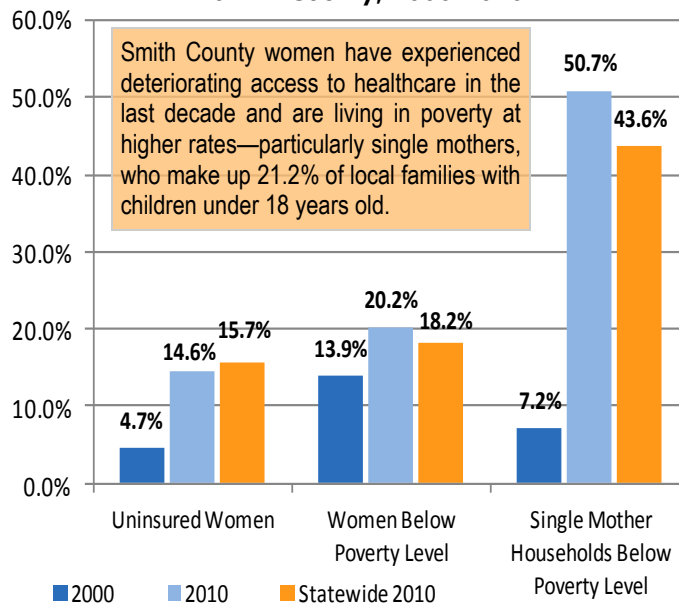 60.0%
50.0%
40.0%
30.0%
20.0%
10.0%
0.0%
Smith County women have experienced
deteriorating access to healthcare in the
last decade and are living in poverty at
higher rates—particularly single mothers,
who make up 21.2% of local families with
children under 18 years old.
4.7%
14.6%
15.7%
13.9%
20.2%
18.2%
7.2%
50.7%
43.6%
Uninsured Women
Women Below
Poverty Level
Single Mother
Households Below
Poverty Level
2000
2010
Statewide 2010